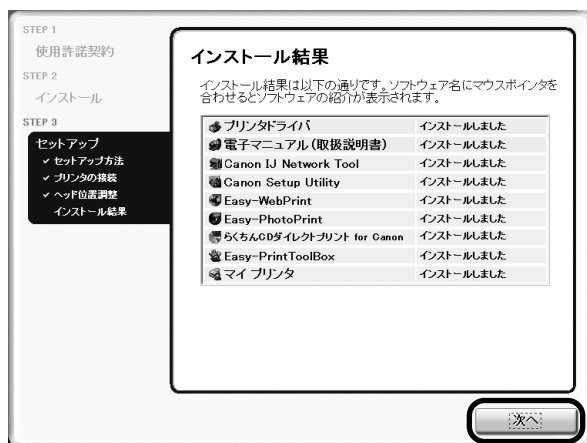 STEP 1
使用許諾契約
STEP 2
インストール
STEP 3
セットアップ
✓ セットアップ方法
✓ プリンタの接続
✓ ヘッド位置調整
インストール結果
インストール結果
インストール結果は以下の通りです。ソフトウェア名にマウスポインタを
合わせるとソフトウェアの紹介が表示されます。
プリンタドライバ インストールしました
電子マニュアル(取扱説明書) インストールしました
Canon IJ Network Tool インストールしました
Canon Setup Utility インストールしました
Easy-WebPrint インストールしました
Easy-PhotoPrint インストールしました
らくちんCDダイレクトプリント for Canon インストールしました
Easy-PrintToolBox インストールしました
マイ プリンタ インストールしました
次へ